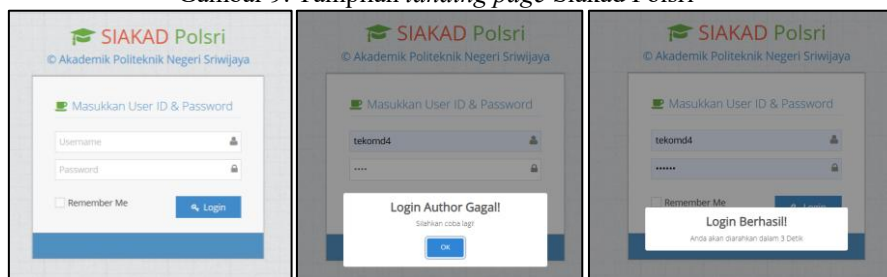 Gambar 9. Tampilan landing page Siakad Polsri
SIAKAD Polsri
© Akademik Politeknik Negeri Sriwijaya
Masukkan User ID & Password
Username
Password
Remember Me
Login
SIAKAD Polsri
© Akademik Politeknik Negeri Sriwijaya
Masukkan User ID & Password
tekomd4
....
Login Author Gagal!
Silahkan coba lagi!
OK
SIAKAD Polsri
© Akademik Politeknik Negeri Sriwijaya
Masukkan User ID & Password
tekomd4
......
Remember Me
Login
Login Berhasil!
Anda akan diarahkan dalam 3 Detik